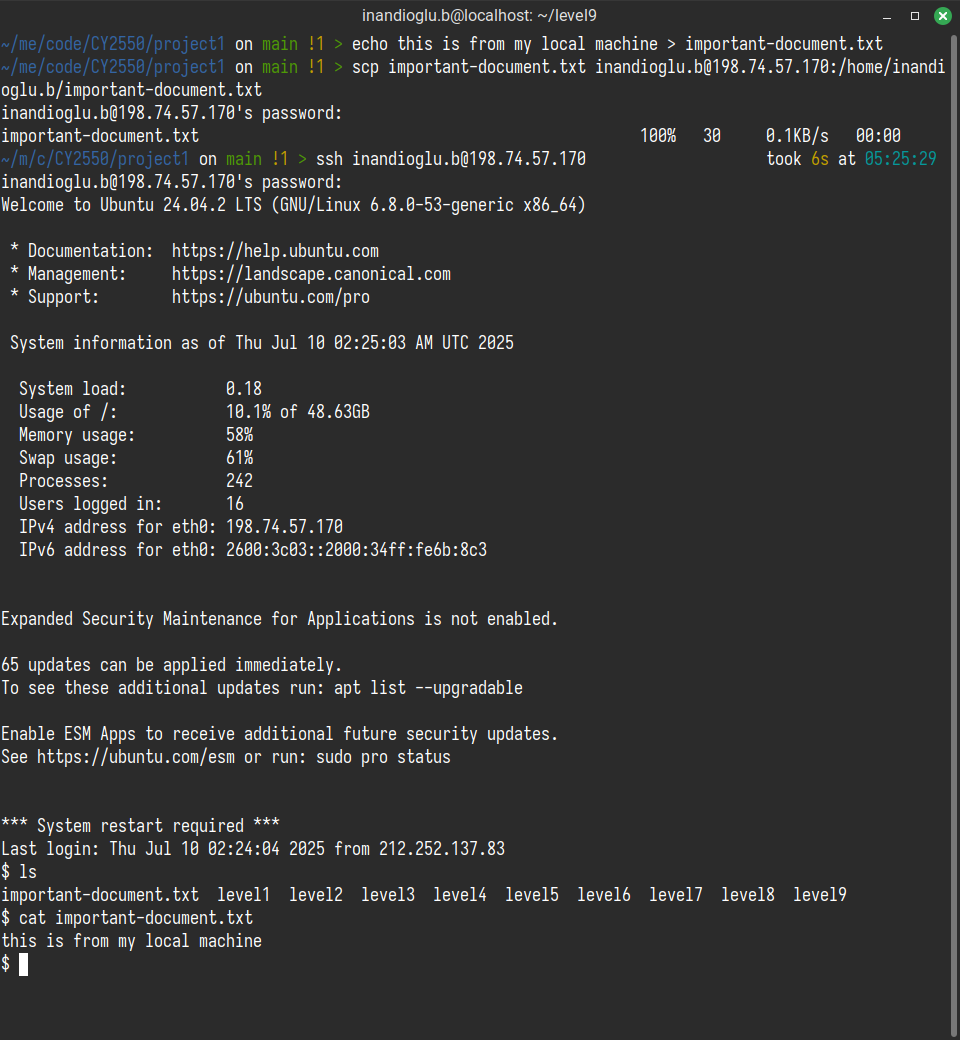 inandioglu.b@localhost: ~/level9
~/me/code/CY2550/project1 on main !1 > echo this is from my local machine > important-document.txt
~/me/code/CY2550/project1 on main !1 > scp important-document.txt inandioglu.b@198.74.57.170:/home/inandi
oglu.b/important-document.txt
inandioglu.b@198.74.57.170's password:
important-document.txt 100% 30 0.1KB/s 00:00
~/m/c/CY2550/project1 on main !1 > ssh inandioglu.b@198.74.57.170 took 6s at 05:25:29
inandioglu.b@198.74.57.170's password:
Welcome to Ubuntu 24.04.2 LTS (GNU/Linux 6.8.0-53-generic x86_64)

 * Documentation:  https://help.ubuntu.com
 * Management:     https://landscape.canonical.com
 * Support:        https://ubuntu.com/pro

 System information as of Thu Jul 10 02:25:03 AM UTC 2025

  System load:           0.18
  Usage of /:            10.1% of 48.63GB
  Memory usage:          58%
  Swap usage:            61%
  Processes:             242
  Users logged in:       16
  IPv4 address for eth0: 198.74.57.170
  IPv6 address for eth0: 2600:3c03::2000:34ff:fe6b:8c3

Expanded Security Maintenance for Applications is not enabled.

65 updates can be applied immediately.
To see these additional updates run: apt list --upgradable

Enable ESM Apps to receive additional future security updates.
See https://ubuntu.com/esm or run: sudo pro status

*** System restart required ***
Last login: Thu Jul 10 02:24:04 2025 from 212.252.137.83
$ ls
important-document.txt  level1  level2  level3  level4  level5  level6  level7  level8  level9
$ cat important-document.txt
this is from my local machine
$